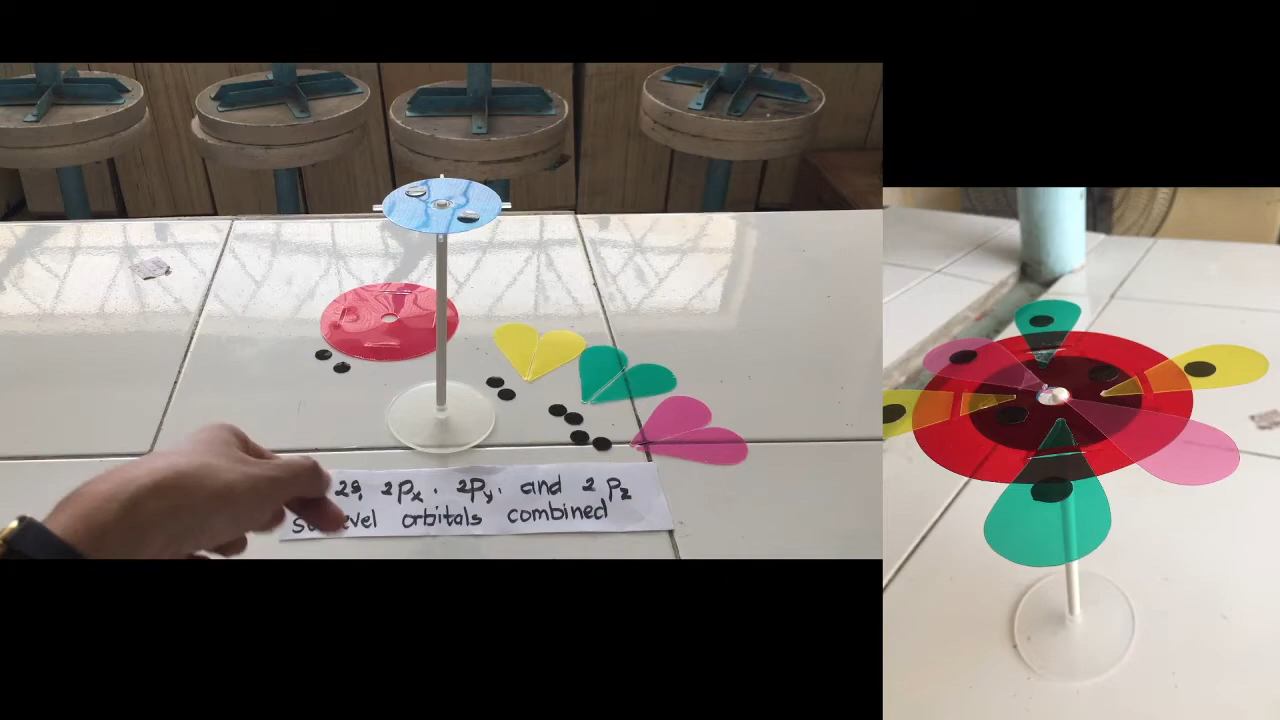 2s, 2px, 2py, and 2pz
orbitals combined